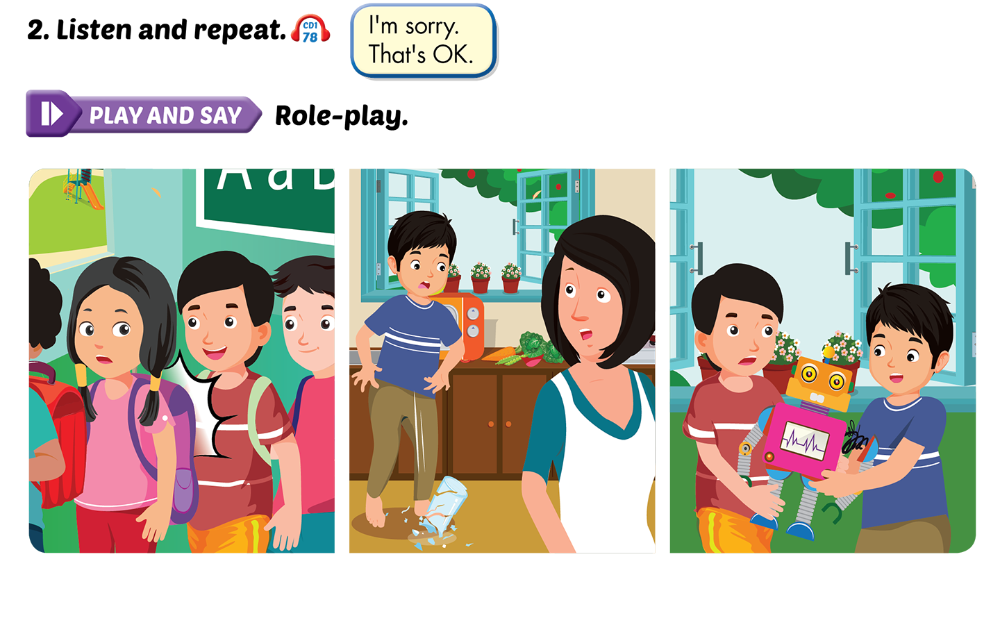 2. Listen and repeat.
CD1
78
I'm sorry.
That's OK.
PLAY AND SAY
Role-play.
A a B